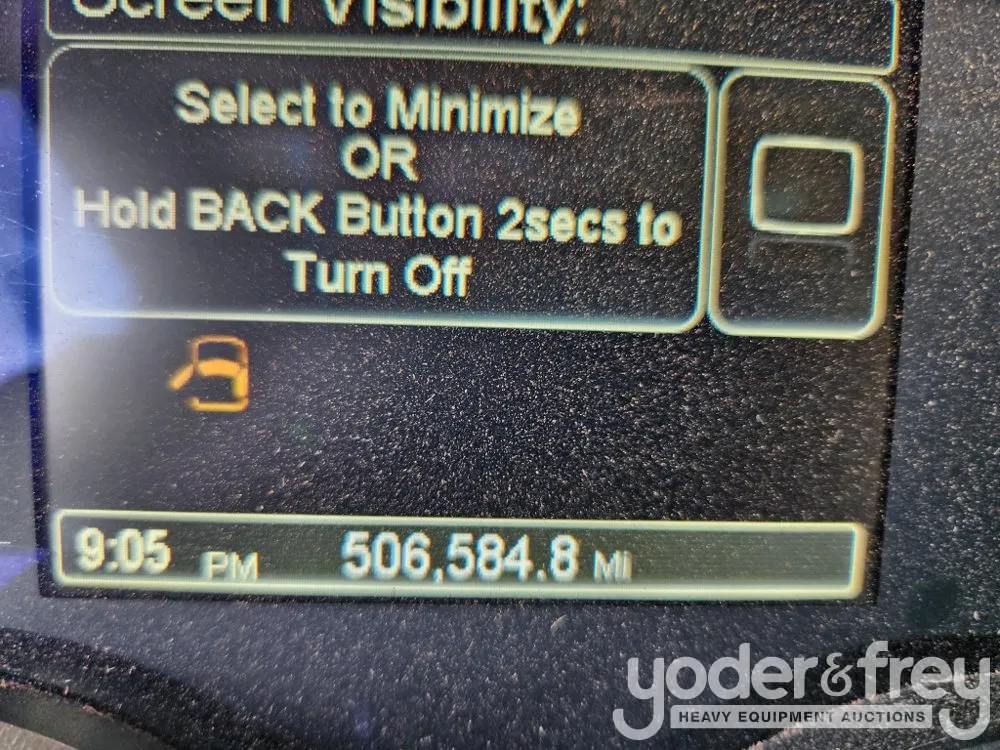 Screen Visibility:
Select to Minimize
OR
Hold BACK Button 2secs to
Turn Off
9:05 PM 506,584.8 MI
yoder&frey
HEAVY EQUIPMENT AUCTIONS